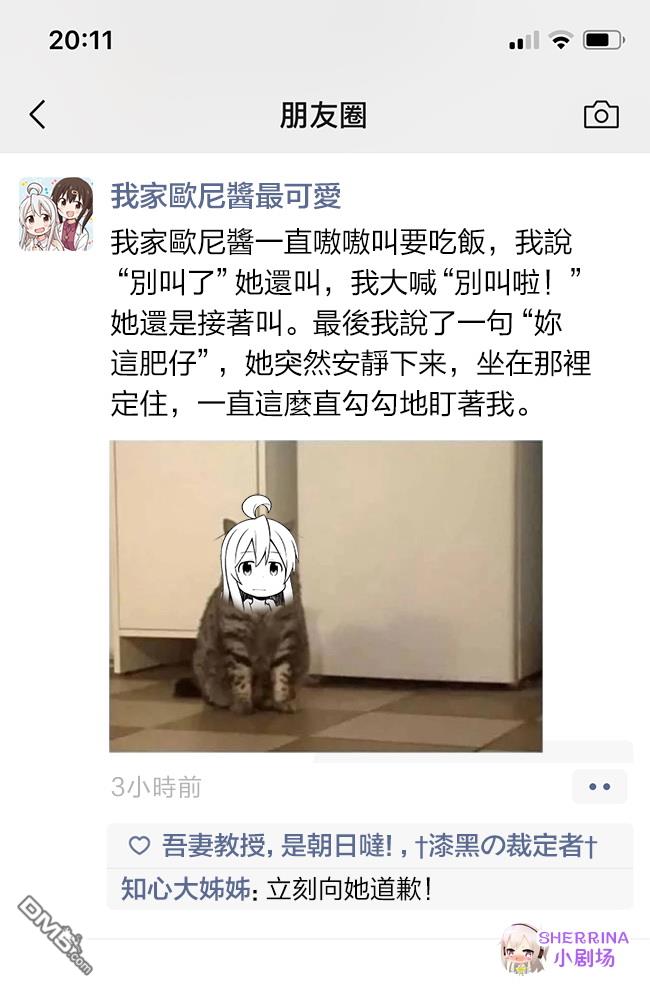 20:11
朋友圈
我家歐尼醬最可愛
我家歐尼醬一直嗷嗷叫要吃飯，我說
“別叫了”她還叫，我大喊“別叫啦！”
她還是接著叫。最後我說了一句“妳
這肥仔”，她突然安靜下来，坐在那裡
定住，一直這麼直勾勾地盯著我。
3小時前
吾妻教授,是朝日噠!,†漆黑の裁定者†
知心大姊姊:立刻向她道歉!
DM5.com
SHERRINA
小剧场